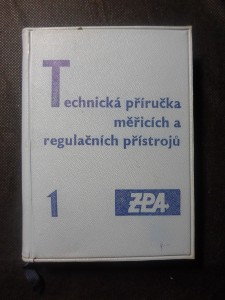 Technická příručka
měřicích a
regulačních přístrojů
1 ZPA